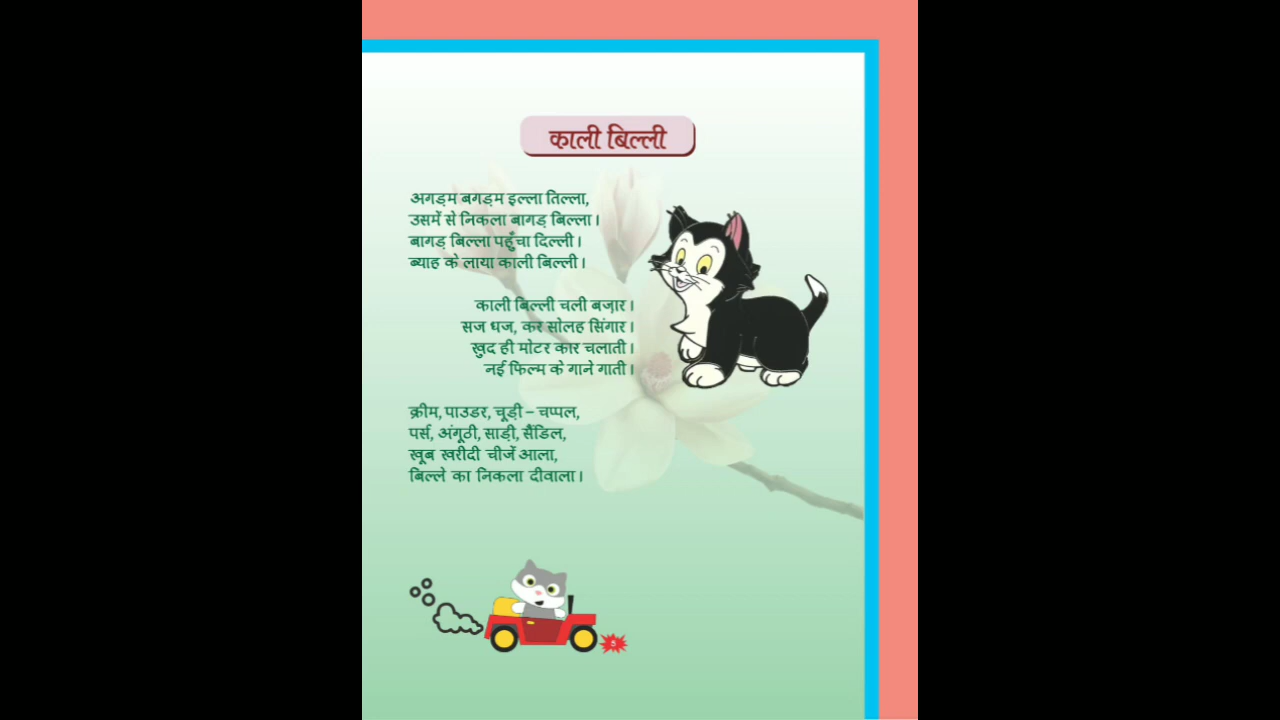 काली बिल्ली
अगड़म बगड़म इल्ला तिल्ला,
उसमें से निकला बागड़ बिल्ला ।
बागड़ बिल्ला पहुँचा दिल्ली ।
ब्याह के लाया काली बिल्ली ।
काली बिल्ली चली बज़ार ।
सज धज, कर सोलह सिंगार ।
खुद ही मोटर कार चलाती ।
नई फिल्म के गाने गाती ।
क्रीम, पाउडर, चूड़ी – चप्पल,
पर्स, अंगूठी, साड़ी, सैंडिल,
खूब खरीदी चीजें आला,
बिल्ले का निकला दीवाला ।